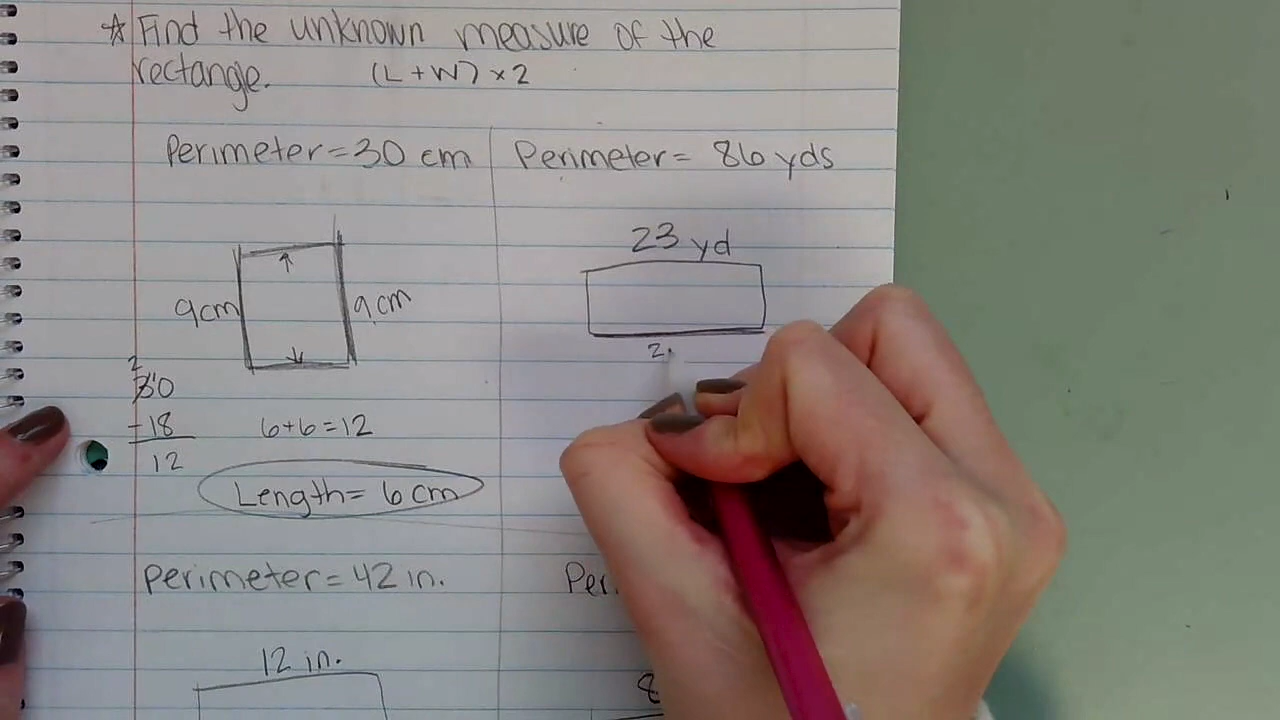 ☆ Find the unknown measure of the
rectangle. (L + W) × 2
Perimeter = 30 cm
9cm
9cm
30
2
- 18
12
6+6=12
Length = 6 cm
Perimeter = 86 yds
23 yd
Perimeter = 42 in.
12 in.